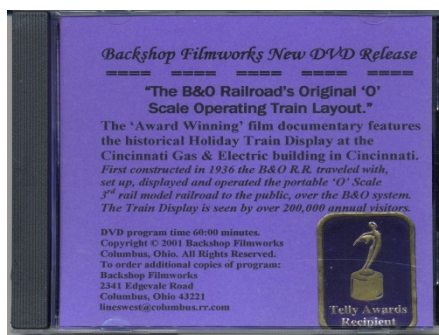 Backshop Filmworks New DVD Release
==== ==== ==== ==== ====
"The B&O Railroad's Original 'O'
Scale Operating Train Layout."
The 'Award Winning' film documentary features
the historical Holiday Train Display at the
Cincinnati Gas & Electric building in Cincinnati.
First constructed in 1936 the B&O R.R. traveled with,
set up, displayed and operated the portable 'O' Scale
3rd rail model railroad to the public, over the B&O system.
The Train Display is seen by over 200,000 annual visitors.
DVD program time 60:00 minutes.
Copyright © 2001 Backshop Filmworks
Columbus, Ohio. All Rights Reserved.
To order additional copies of program:
Backshop Filmworks
2341 Edgevale Road
Columbus, Ohio 43221
lineswest@columbus.rr.com
Telly Awards
Recipient